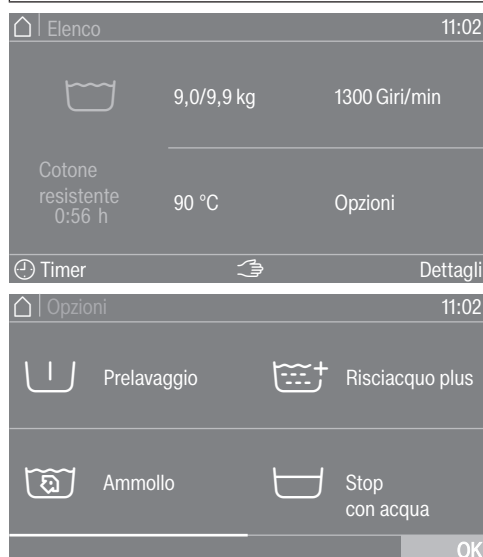 Elenco 11:02
9,0/9,9 kg 1300 Giri/min
Cotone
resistente
0:56 h
90 °C Opzioni
Timer Dettagli
Opzioni 11:02
Prelavaggio Risciacquo plus
Ammollo Stop
con acqua
OK